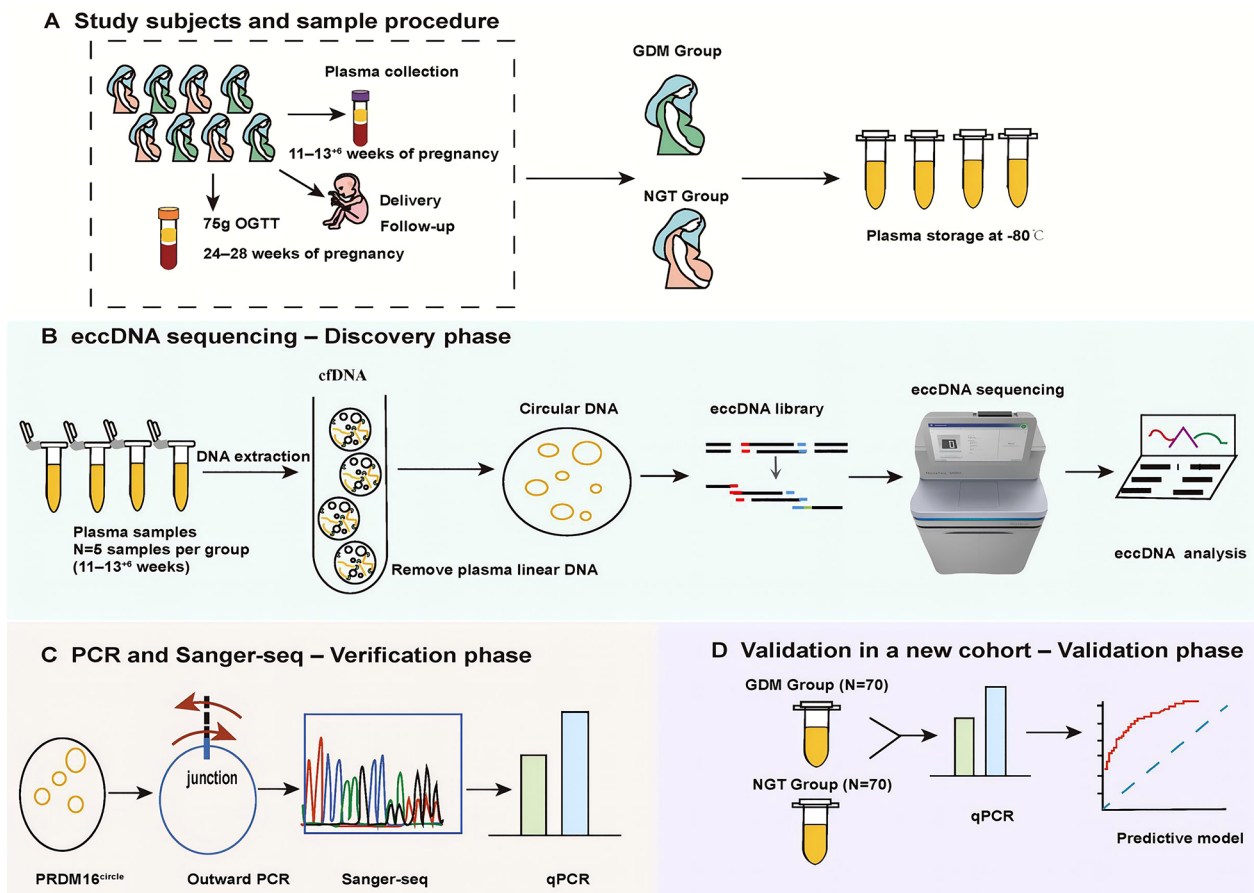 A Study subjects and sample procedure
Plasma collection
11–13⁺⁶ weeks of pregnancy
75g OGTT
24–28 weeks of pregnancy
Delivery
Follow-up
GDM Group
NGT Group
Plasma storage at -80℃
B eccDNA sequencing – Discovery phase
Plasma samples
N=5 samples per group
(11–13⁺⁶ weeks)
DNA extraction
cfDNA
Remove plasma linear DNA
Circular DNA
eccDNA library
eccDNA sequencing
eccDNA analysis
C PCR and Sanger-seq – Verification phase
PRDM16ᶜⁱʳᶜˡᵉ
junction
Outward PCR
Sanger-seq
qPCR
D Validation in a new cohort – Validation phase
GDM Group (N=70)
NGT Group (N=70)
qPCR
Predictive model